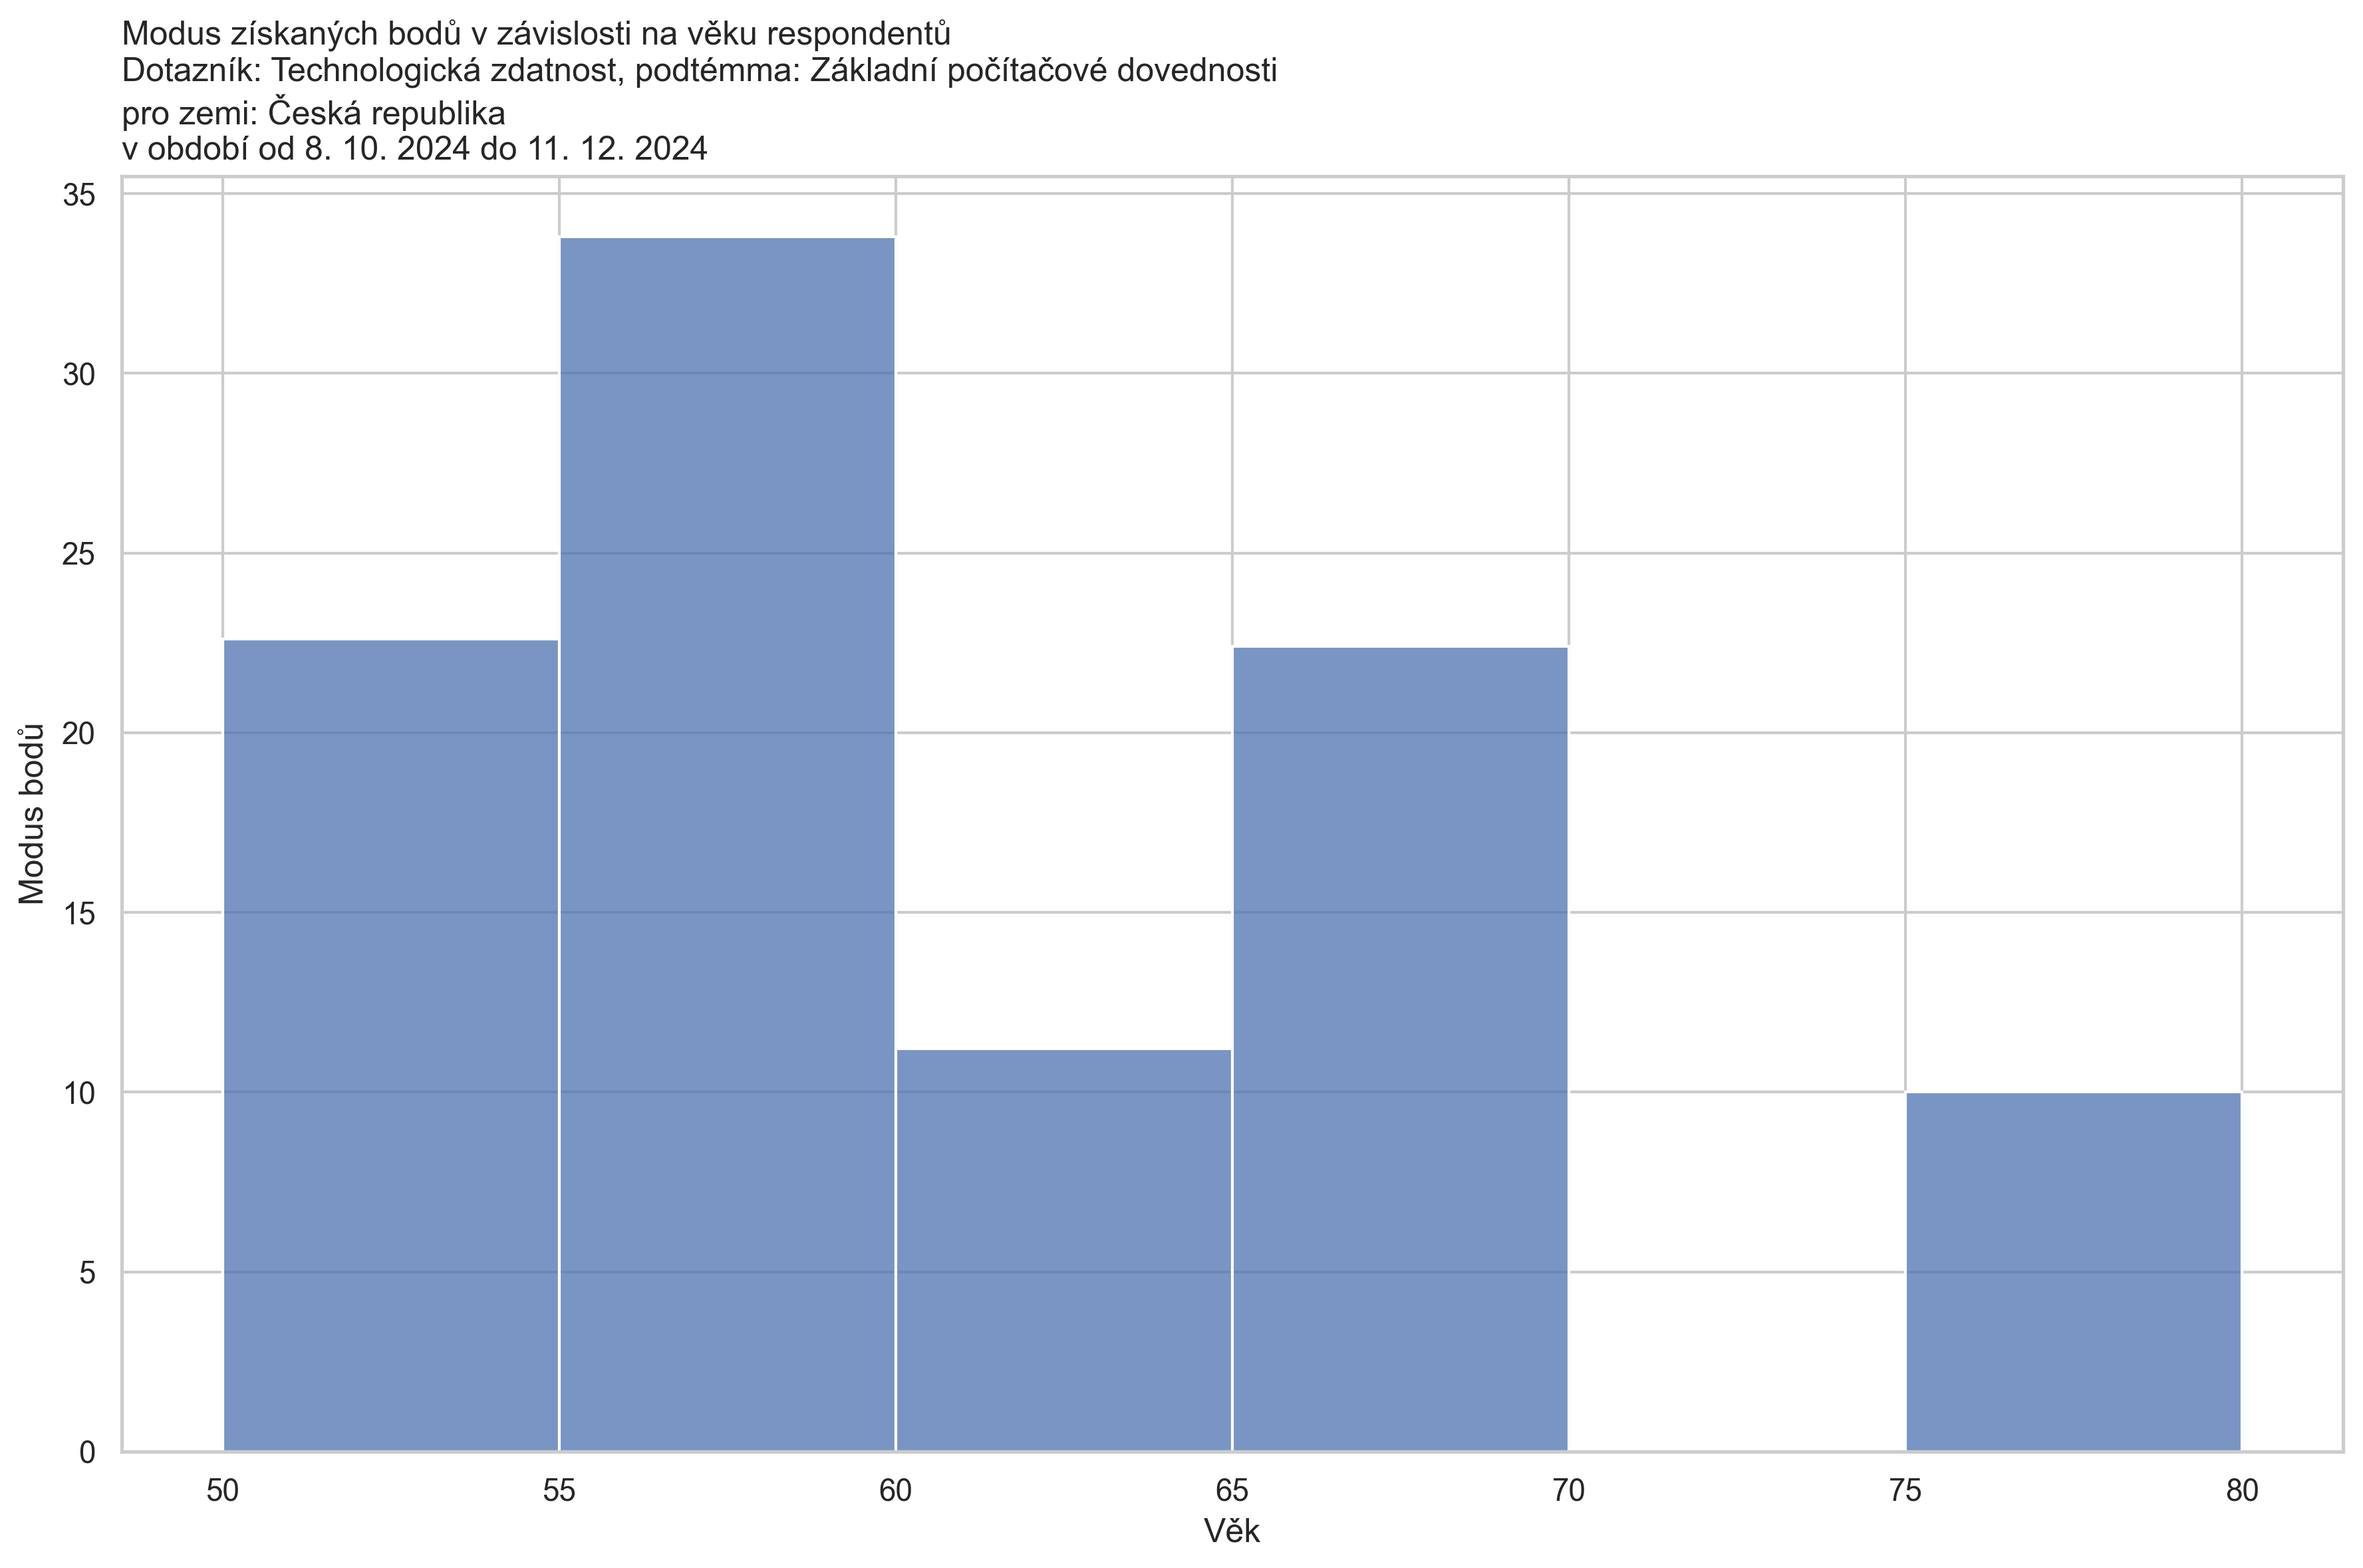 Modus získaných bodů v závislosti na věku respondentů
Dotazník: Technologická zdatnost, podtémma: Základní počítačové dovednosti
pro zemi: Česká republika
v období od 8. 10. 2024 do 11. 12. 2024
35
30
25
20
15
10
5
0
Modus bodů
50 55 60 65 70 75 80
Věk